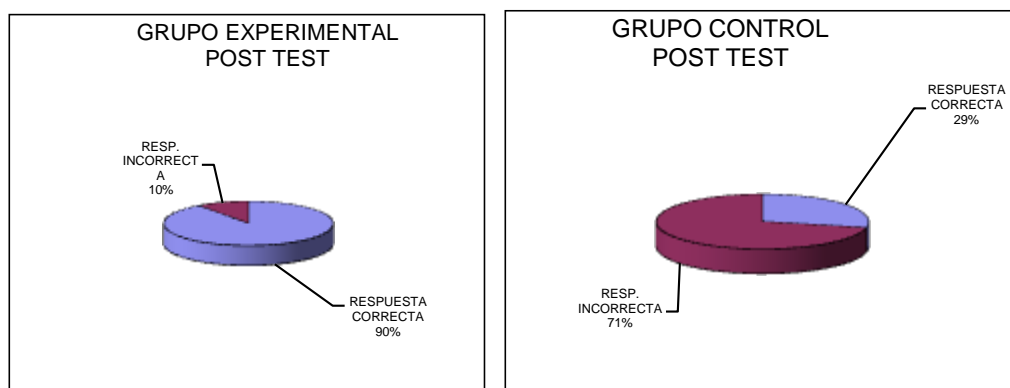 GRUPO EXPERIMENTAL
POST TEST
RESP.
INCORRECT
A
10%
RESPUESTA
CORRECTA
90%
GRUPO CONTROL
POST TEST
RESPUESTA
CORRECTA
29%
RESP.
INCORRECTA
71%